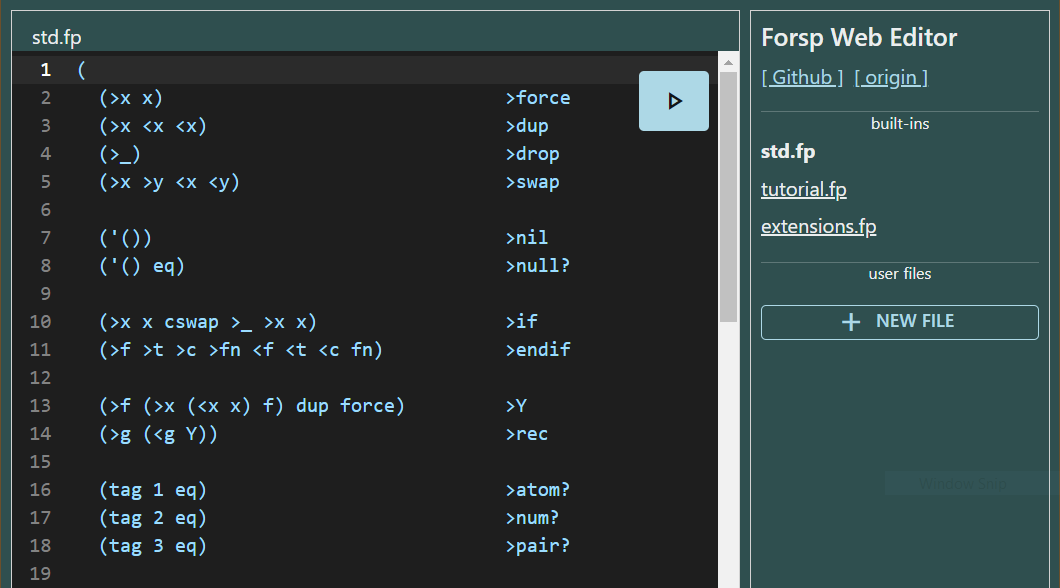 std.fp
1 (
2 (>x x) >force
3 (>x <x <x) >dup
4 (>_) >drop
5 (>x >y <x <y) >swap
6
7 ('()) >nil
8 ('() eq) >null?
9
10 (>x x cswap >_ >x x) >if
11 (>f >t >c >fn <f <t <c fn) >endif
12
13 (>f (>x (<x x) f) dup force) >Y
14 (>g (<g Y)) >rec
15
16 (tag 1 eq) >atom?
17 (tag 2 eq) >num?
18 (tag 3 eq) >pair?
19
Forsp Web Editor
[ Github ] [ origin ]
built-ins
std.fp
tutorial.fp
extensions.fp
user files
+ NEW FILE
Window Snip